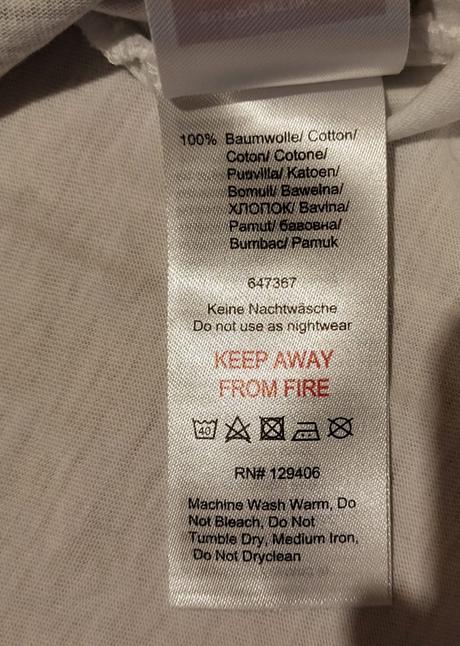 100% Baumwolle/ Cotton/
Coton/ Cotone/
Puuvilla/ Katoen/
Bomull/ Bawełna/
ХЛОПОК/ Bavlna/
Pamut/ бавовна/
Bumbac/ Pamuk
647367
Keine Nachtwäsche
Do not use as nightwear
KEEP AWAY
FROM FIRE
40
RN# 129406
Machine Wash Warm, Do
Not Bleach, Do Not
Tumble Dry, Medium Iron,
Do Not Dryclean